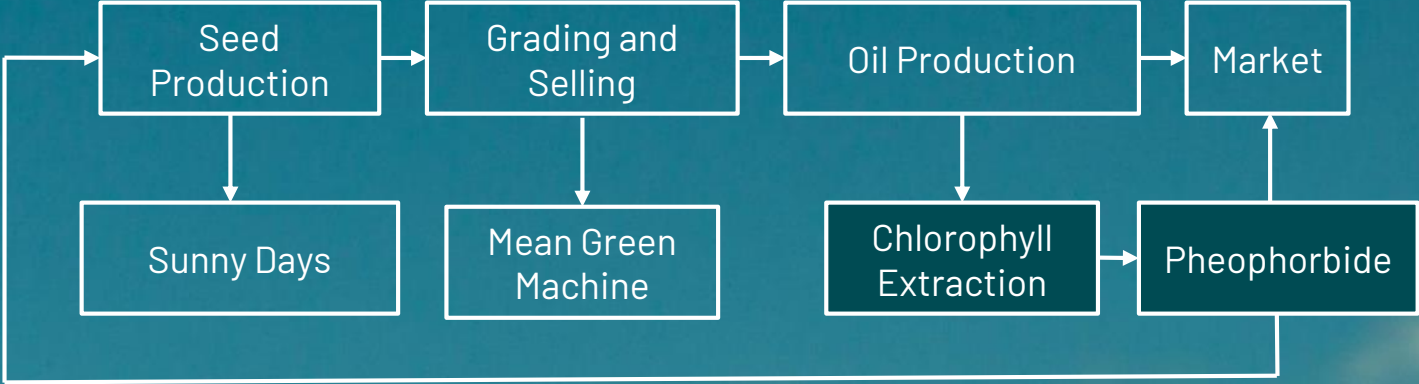 Seed
Production
Grading and
Selling
Oil Production
Market
Sunny Days
Mean Green
Machine
Chlorophyll
Extraction
Pheophorbide